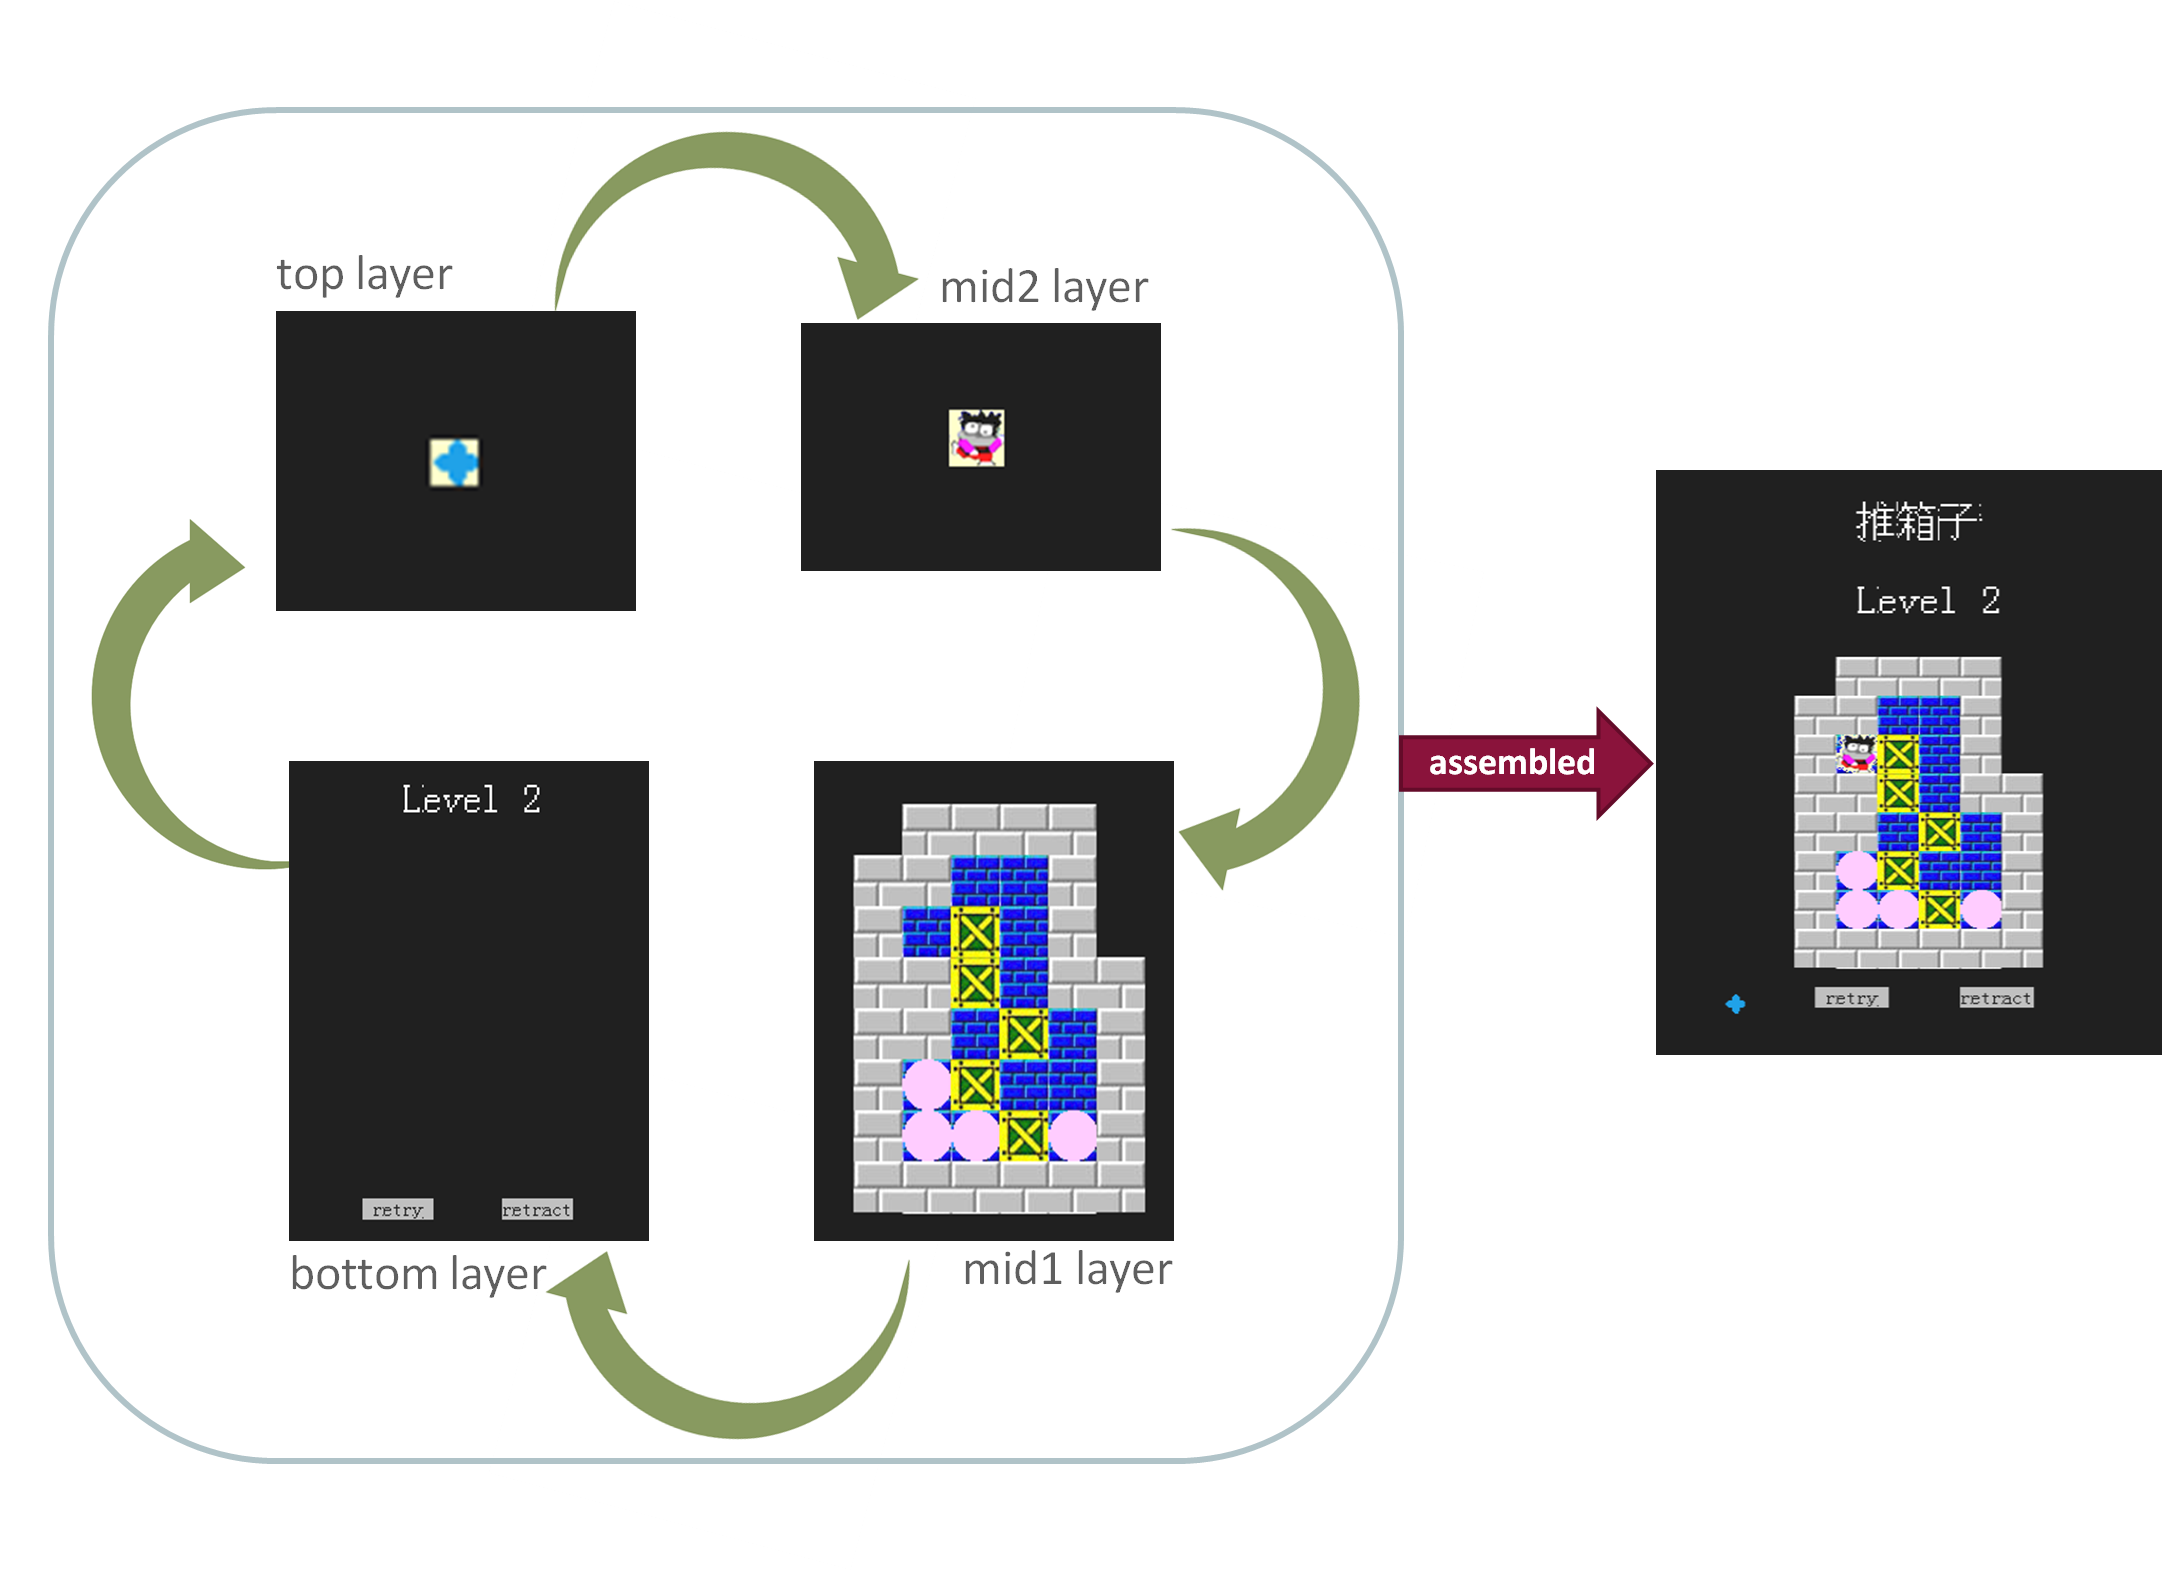 top layer
mid2 layer
Level 2
retry
retract
bottom layer
mid1 layer
assembled
推箱子
Level 2
retry
retract